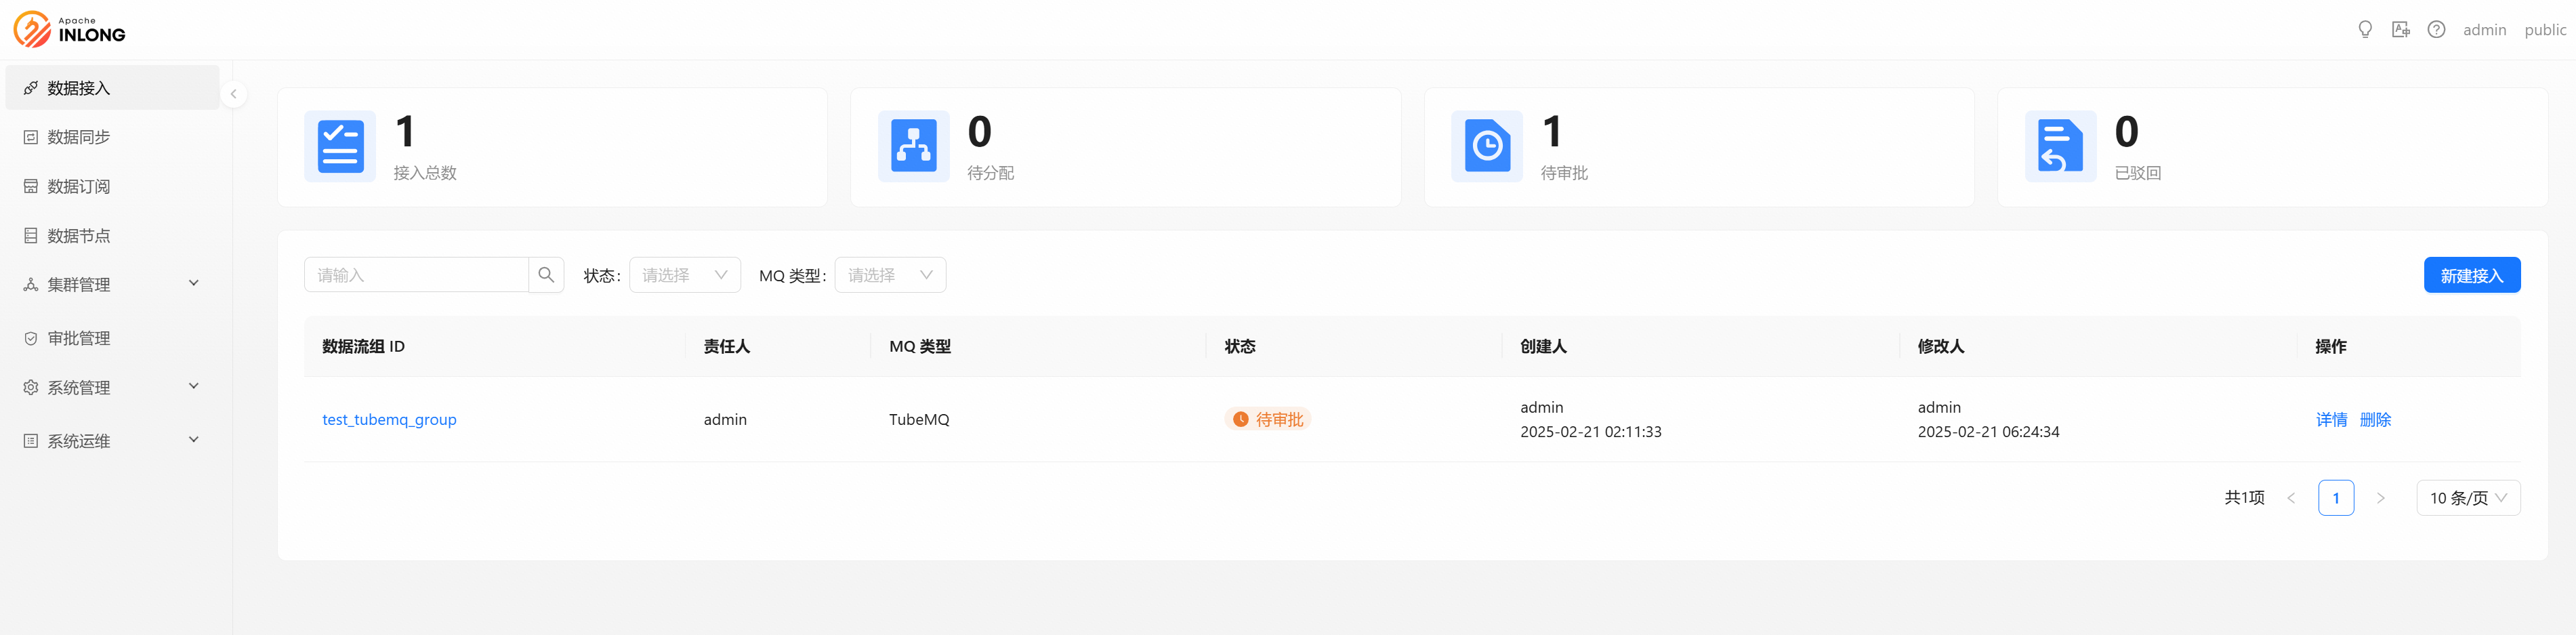 Apache
INLONG
admin public
数据接入
数据同步
数据订阅
数据节点
集群管理
审批管理
系统管理
系统运维
1
接入总数
0
待分配
1
待审批
0
已驳回
请输入 状态: 请选择 MQ 类型: 请选择 新建接入
数据流组 ID 责任人 MQ 类型 状态 创建人 修改人 操作
test_tubemq_group admin TubeMQ 待审批 admin 2025-02-21 02:11:33 admin 2025-02-21 06:24:34 详情 删除
共1项 < 1 > 10 条/页